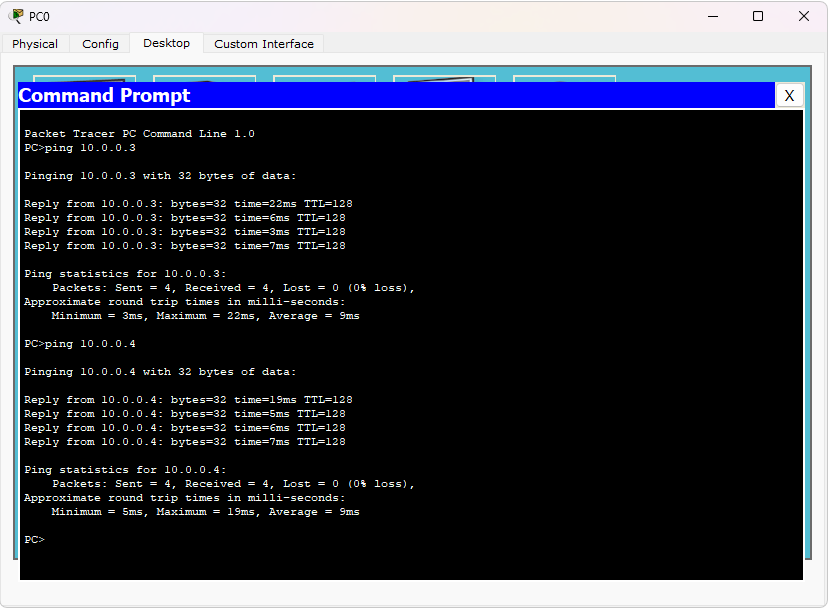 PC0
Physical Config Desktop Custom Interface
Command Prompt X
Packet Tracer PC Command Line 1.0
PC>ping 10.0.0.3
Pinging 10.0.0.3 with 32 bytes of data:
Reply from 10.0.0.3: bytes=32 time=22ms TTL=128
Reply from 10.0.0.3: bytes=32 time=6ms TTL=128
Reply from 10.0.0.3: bytes=32 time=3ms TTL=128
Reply from 10.0.0.3: bytes=32 time=7ms TTL=128
Ping statistics for 10.0.0.3:
    Packets: Sent = 4, Received = 4, Lost = 0 (0% loss),
Approximate round trip times in milli-seconds:
    Minimum = 3ms, Maximum = 22ms, Average = 9ms
PC>ping 10.0.0.4
Pinging 10.0.0.4 with 32 bytes of data:
Reply from 10.0.0.4: bytes=32 time=19ms TTL=128
Reply from 10.0.0.4: bytes=32 time=5ms TTL=128
Reply from 10.0.0.4: bytes=32 time=6ms TTL=128
Reply from 10.0.0.4: bytes=32 time=7ms TTL=128
Ping statistics for 10.0.0.4:
    Packets: Sent = 4, Received = 4, Lost = 0 (0% loss),
Approximate round trip times in milli-seconds:
    Minimum = 5ms, Maximum = 19ms, Average = 9ms
PC>